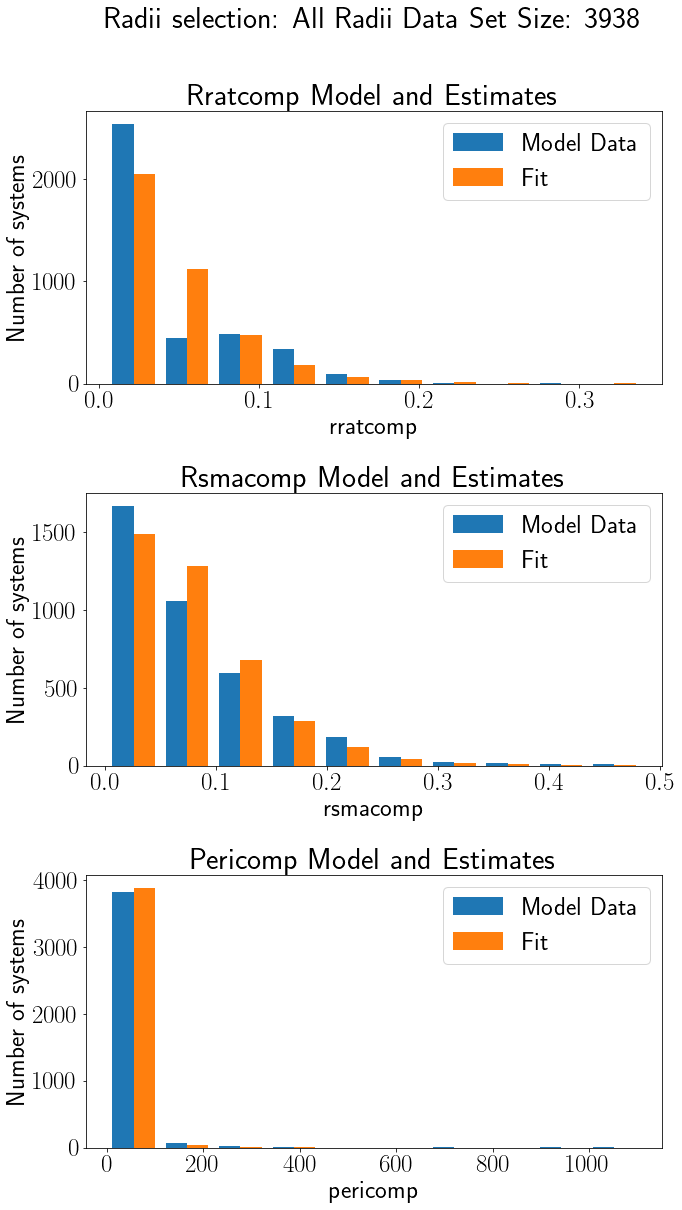 Radii selection: All Radii Data Set Size: 3938
Rratcomp Model and Estimates
Number of systems
2000
1000
0
Model Data
Fit
0.0 0.1 0.2 0.3
rratcomp
Rsmacomp Model and Estimates
Number of systems
1500
1000
500
0
Model Data
Fit
0.0 0.1 0.2 0.3 0.4 0.5
rsmacomp
Pericomp Model and Estimates
Number of systems
4000
3000
2000
1000
0
Model Data
Fit
0 200 400 600 800 1000
pericomp